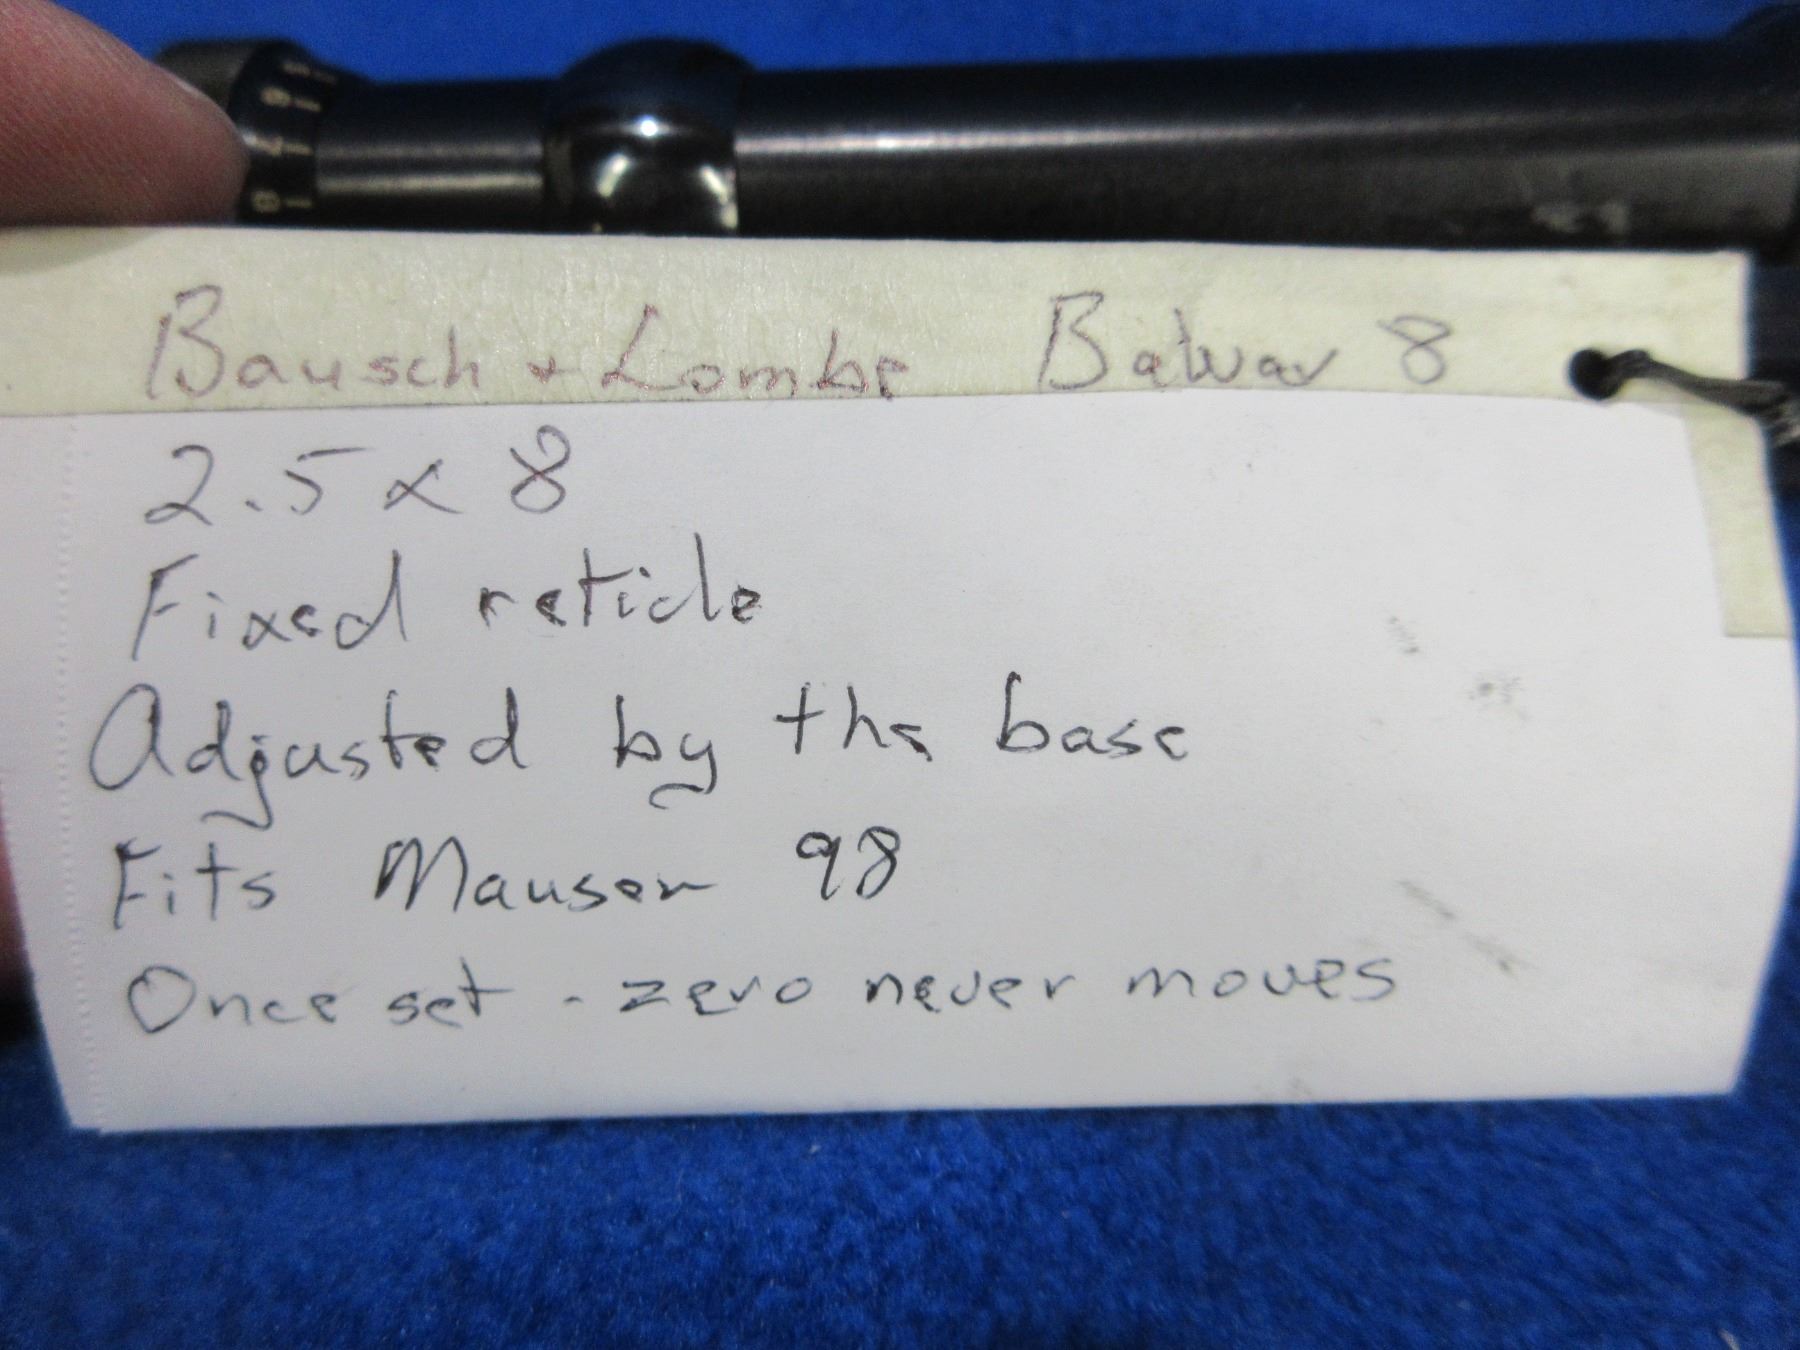 Bausch + Lombe Balvar 8
2.5 x 8
Fixed reticle
Adjusted by the base
Fits Mauser 98
Once set - zero never moves